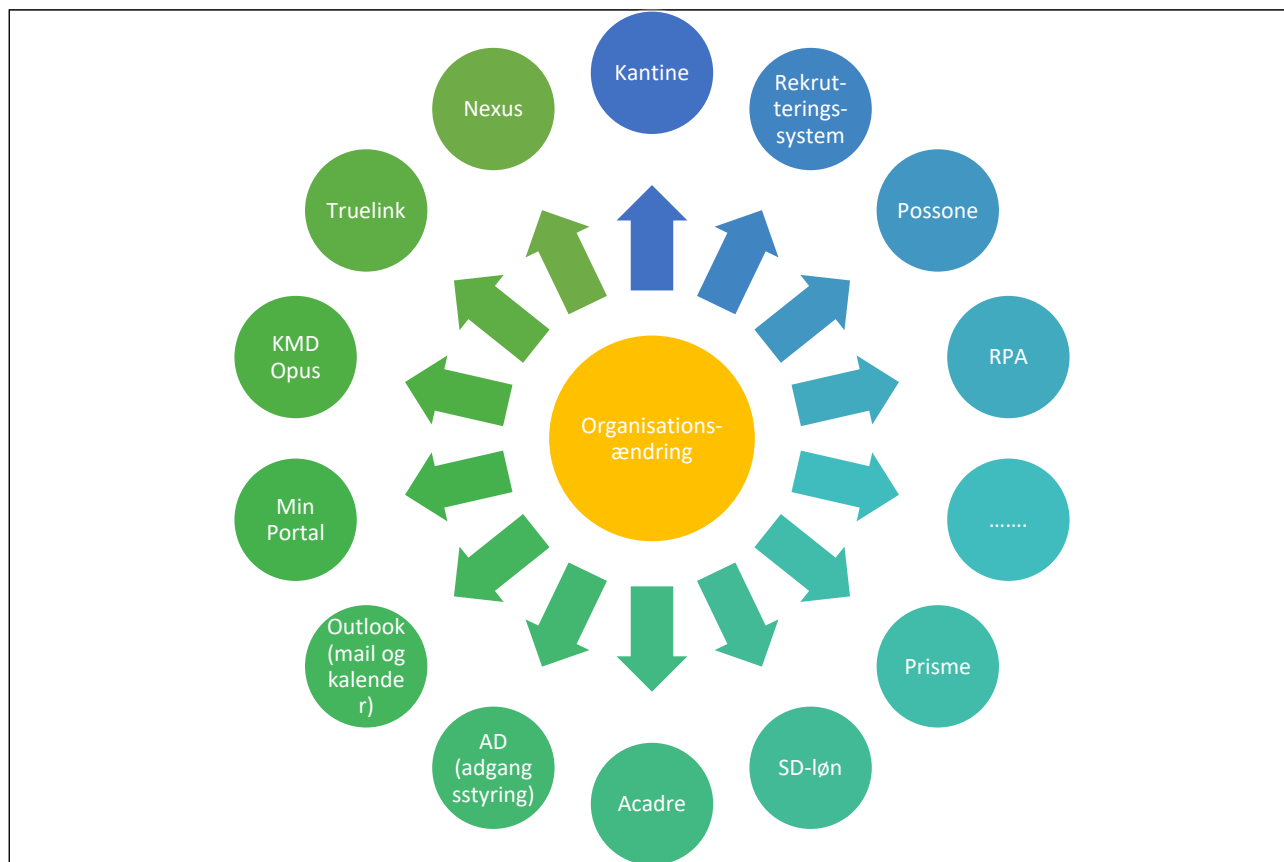 Kantine
Rekrut-
terings-
system
Possone
RPA
…….
Prisme
SD-løn
Acadre
AD
(adgang
sstyring)
Outlook
(mail og
kalende
r)
Min
Portal
KMD
Opus
Truelink
Nexus
Organisations-
ændring